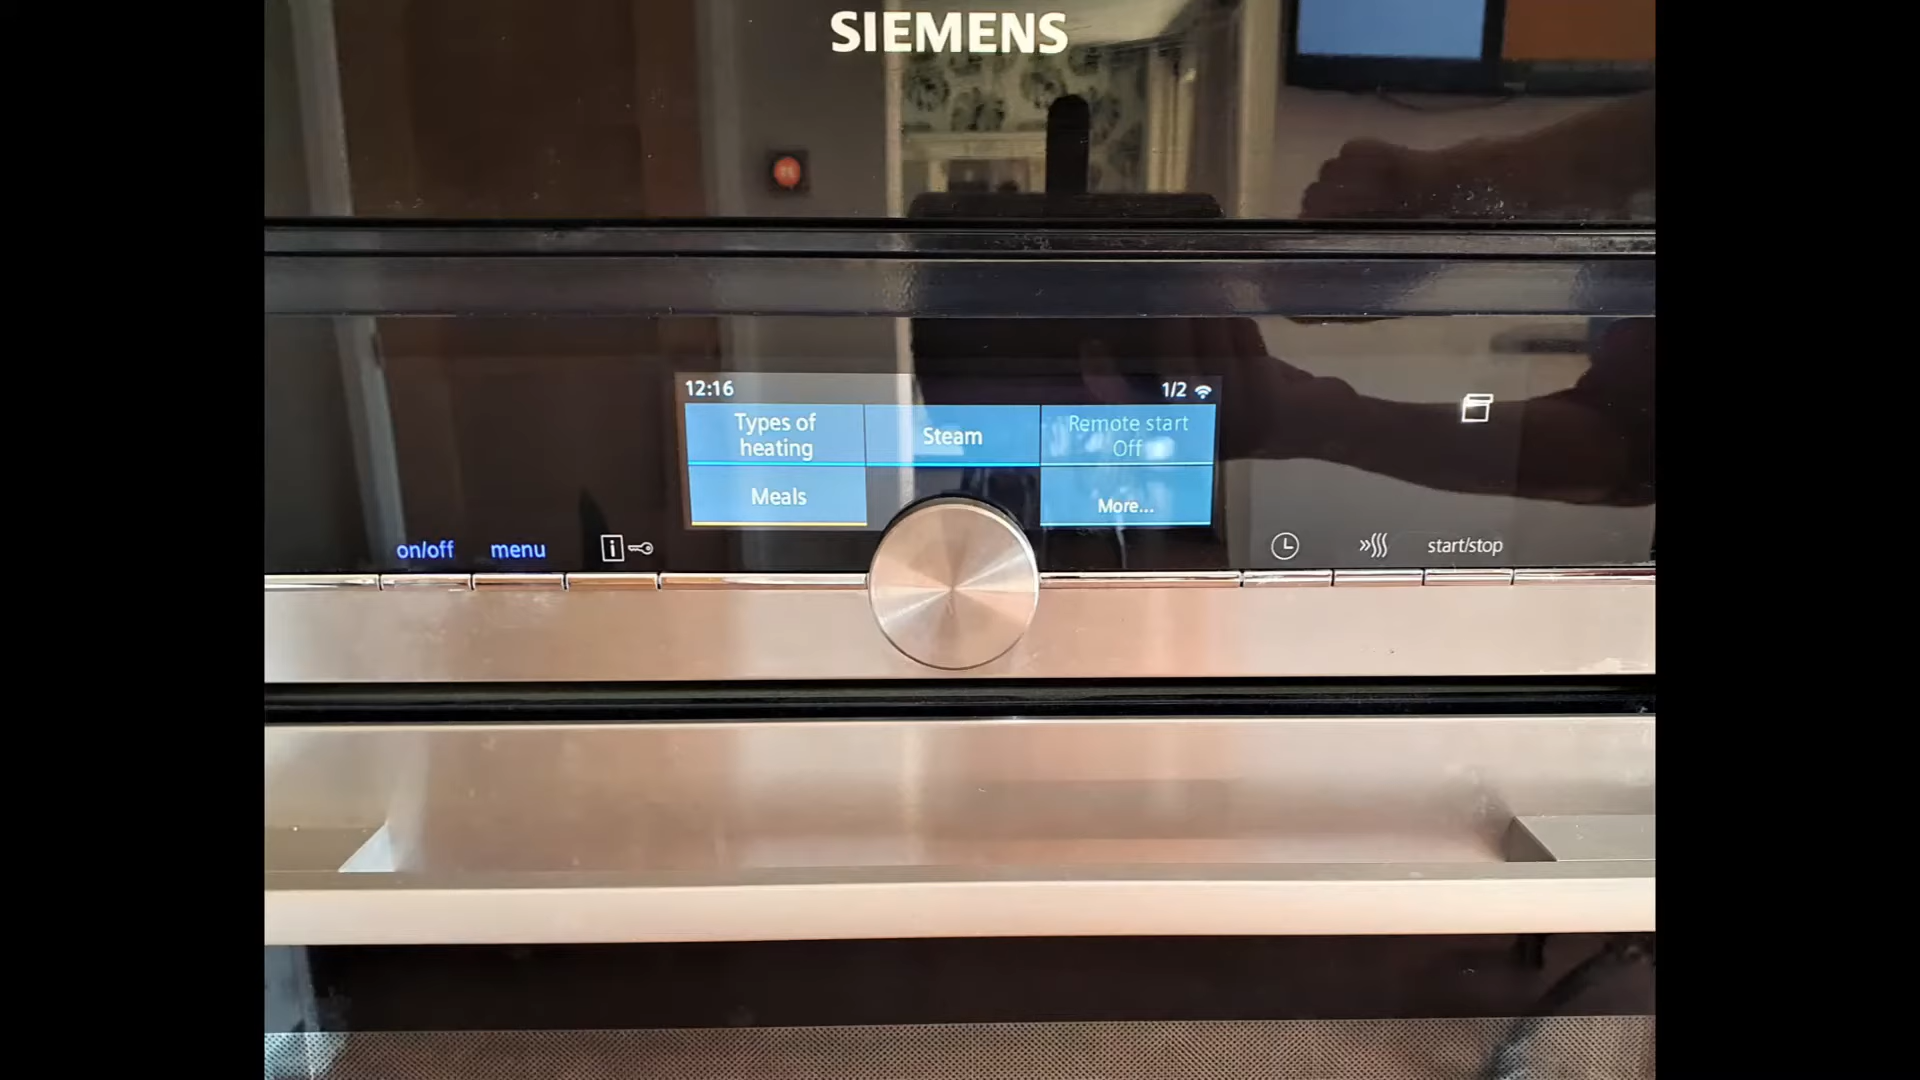 SIEMENS
12:16
1/2
Types of
heating
Steam
Remote start
Off
Meals
More...
on/off
menu
i
start/stop